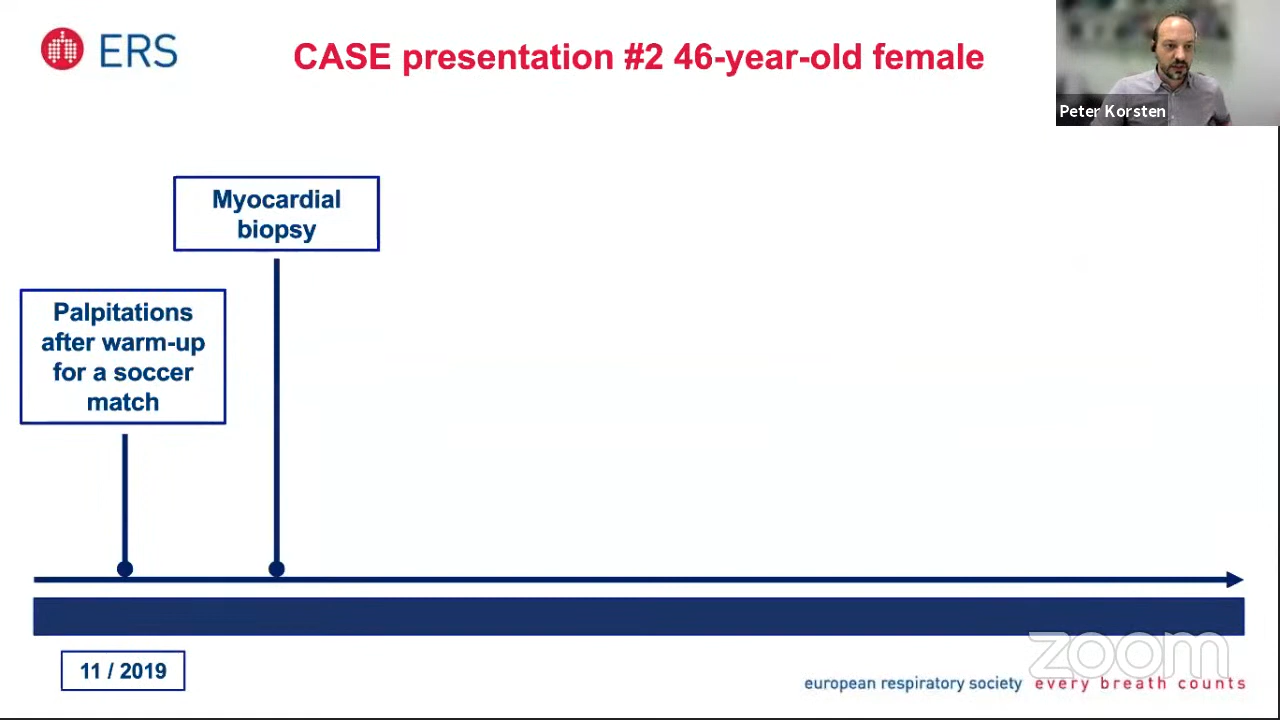 ERS
CASE presentation #2 46-year-old female
Peter Korsten
Myocardial
biopsy
Palpitations
after warm-up
for a soccer
match
11 / 2019
zoom
european respiratory society every breath counts